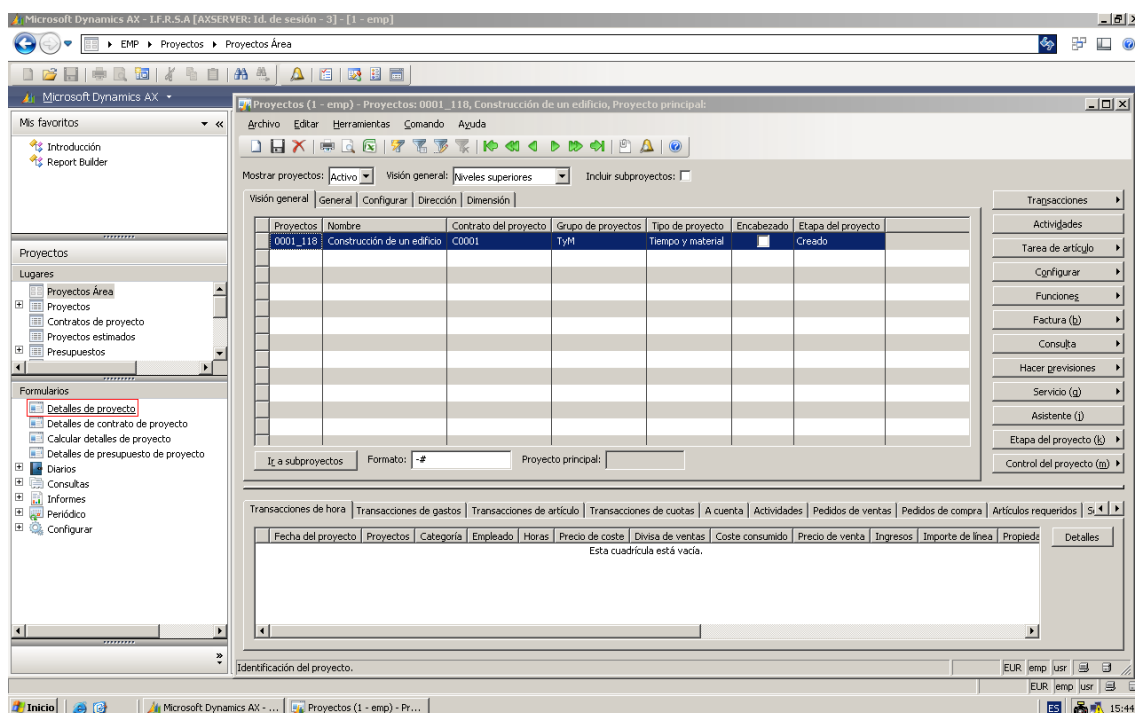 Microsoft Dynamics AX - I.F.R.S.A [AXSERVER: Id. de sesión - 3] - [1 - emp]
EMP Proyectos Proyectos Área
Microsoft Dynamics AX
Mis favoritos
Introducción
Report Builder
Proyectos
Lugares
Proyectos Área
Proyectos
Contratos de proyecto
Proyectos estimados
Presupuestos
Formularios
Detalles de proyecto
Detalles de contrato de proyecto
Calcular detalles de proyecto
Detalles de presupuesto de proyecto
Diarios
Consultas
Informes
Periódico
Configurar
Proyectos (1 - emp) - Proyectos: 0001_118, Construcción de un edificio, Proyecto principal:
Archivo Editar Herramientas Comando Ayuda
Mostrar proyectos: Activo Visión general: Niveles superiores Incluir subproyectos:
Visión general General Configurar Dirección Dimensión
Proyectos Nombre Contrato del proyecto Grupo de proyectos Tipo de proyecto Encabezado Etapa del proyecto
0001_118 Construcción de un edificio C0001 TyM Tiempo y material Creado
Ir a subproyectos Formato: -# Proyecto principal:
Transacciones
Actividades
Tarea de artículo
Configurar
Funciones
Factura (b)
Consulta
Hacer previsiones
Servicio (g)
Asistente (j)
Etapa del proyecto (k)
Control del proyecto (m)
Transacciones de hora Transacciones de gastos Transacciones de artículo Transacciones de cuotas A cuenta Actividades Pedidos de ventas Pedidos de compra Artículos requeridos
Fecha del proyecto Proyectos Categoría Empleado Horas Precio de coste Divisa de ventas Coste consumido Precio de venta Ingresos Importe de línea Propieda Detalles
Esta cuadrícula está vacía.
Identificación del proyecto. EUR emp usr
EUR emp usr
Inicio Microsoft Dynamics AX - ... Proyectos (1 - emp) - Pr... ES 15:44